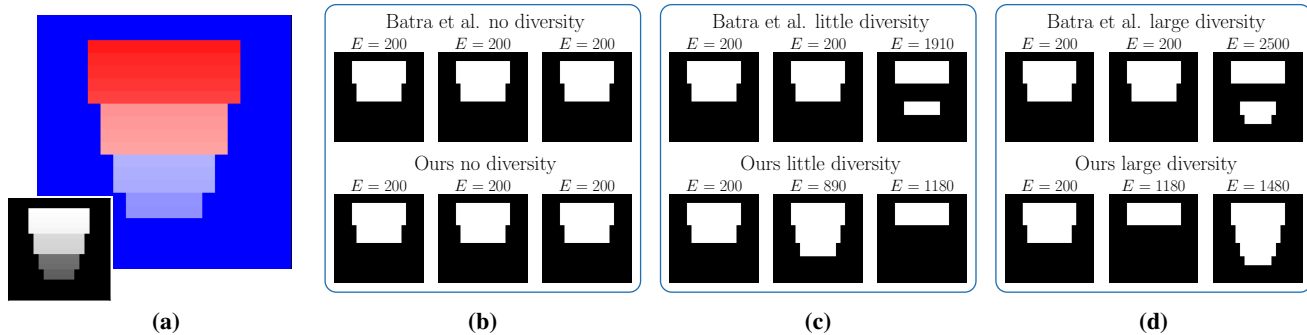 Batra et al. no diversity
E = 200 E = 200 E = 200
Ours no diversity
E = 200 E = 200 E = 200
Batra et al. little diversity
E = 200 E = 200 E = 1910
Ours little diversity
E = 200 E = 890 E = 1180
Batra et al. large diversity
E = 200 E = 200 E = 2500
Ours large diversity
E = 200 E = 1180 E = 1480
(a) (b) (c) (d)